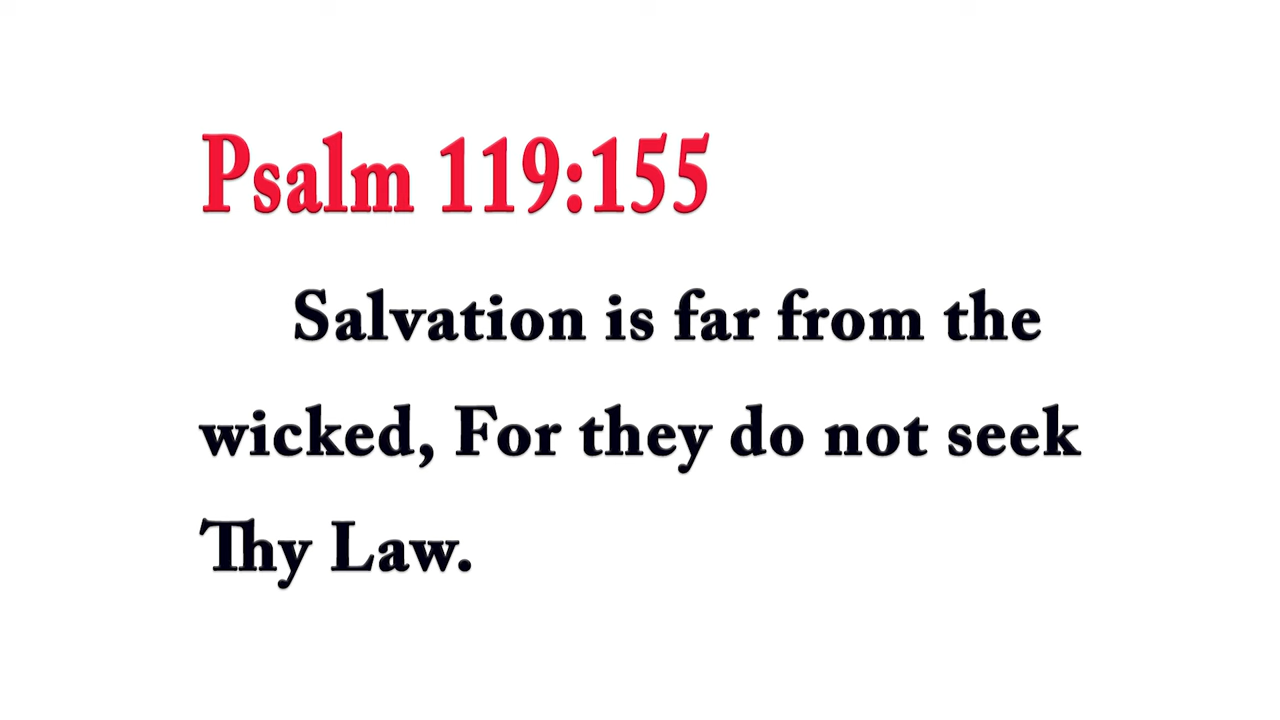 Psalm 119:155
Salvation is far from the
wicked, For they do not seek
Thy Law.